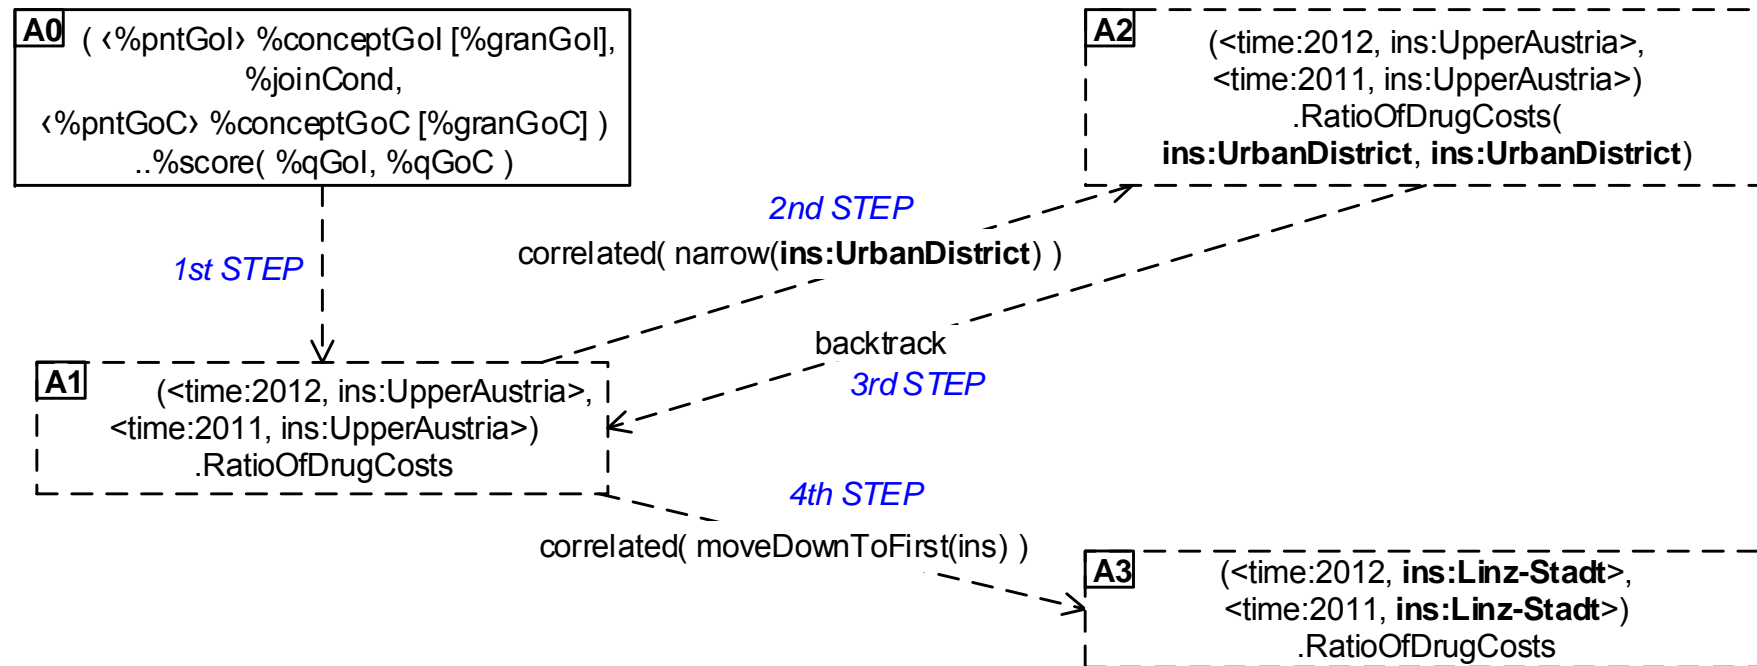 A0
( ‹%pntGoI› %conceptGoI [%granGoI],
%joinCond,
‹%pntGoC› %conceptGoC [%granGoC] )
..%score( %qGoI, %qGoC )
A2
(<time:2012, ins:UpperAustria>,
<time:2011, ins:UpperAustria>)
.RatioOfDrugCosts(
ins:UrbanDistrict, ins:UrbanDistrict)
2nd STEP
correlated( narrow(ins:UrbanDistrict) )
1st STEP
backtrack
3rd STEP
A1
(<time:2012, ins:UpperAustria>,
<time:2011, ins:UpperAustria>)
.RatioOfDrugCosts
4th STEP
correlated( moveDownToFirst(ins) )
A3
(<time:2012, ins:Linz-Stadt>,
<time:2011, ins:Linz-Stadt>)
.RatioOfDrugCosts